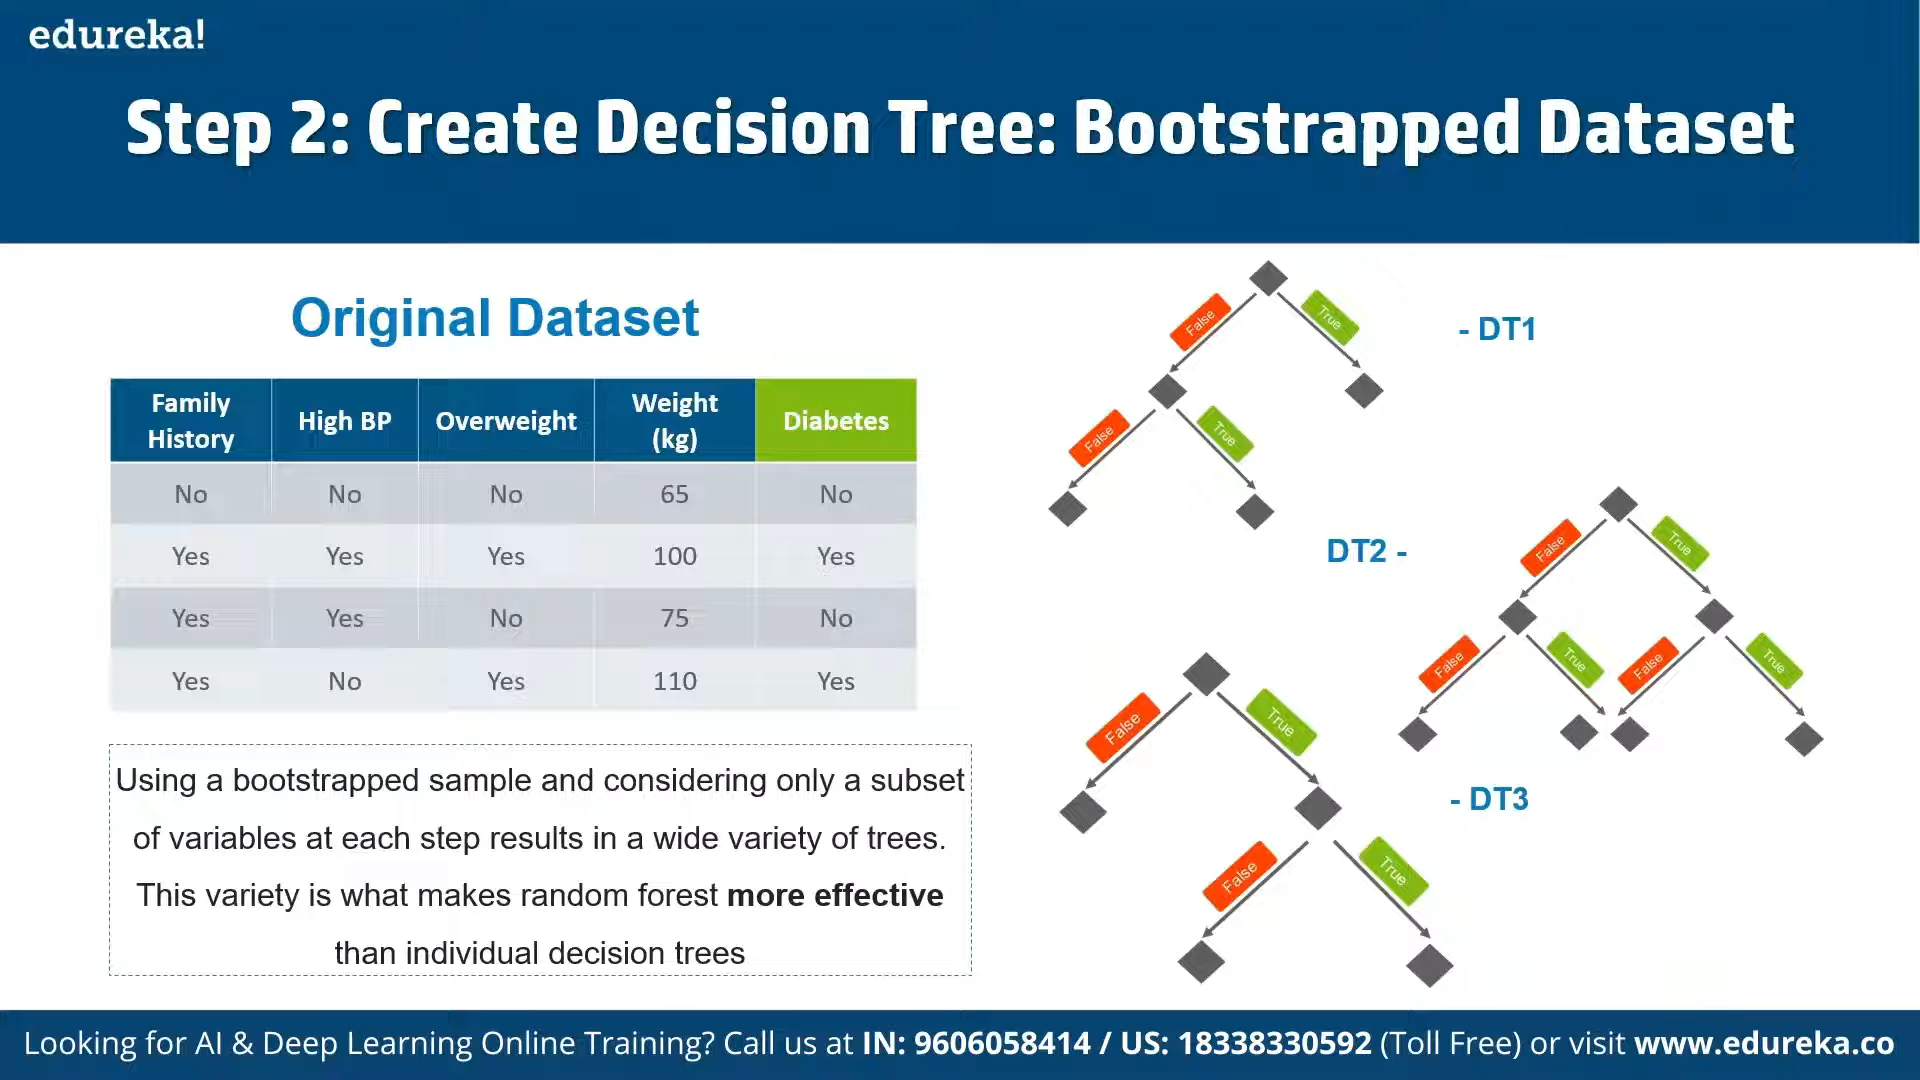 edureka!
Step 2: Create Decision Tree: Bootstrapped Dataset
Original Dataset
Family History High BP Overweight Weight (kg) Diabetes
No No No 65 No
Yes Yes Yes 100 Yes
Yes Yes No 75 No
Yes No Yes 110 Yes
Using a bootstrapped sample and considering only a subset
of variables at each step results in a wide variety of trees.
This variety is what makes random forest more effective
than individual decision trees
False True
- DT1
False True
DT2 -
False True
False True False True
False True
- DT3
False True
Looking for AI & Deep Learning Online Training? Call us at IN: 9606058414 / US: 18338330592 (Toll Free) or visit www.edureka.co